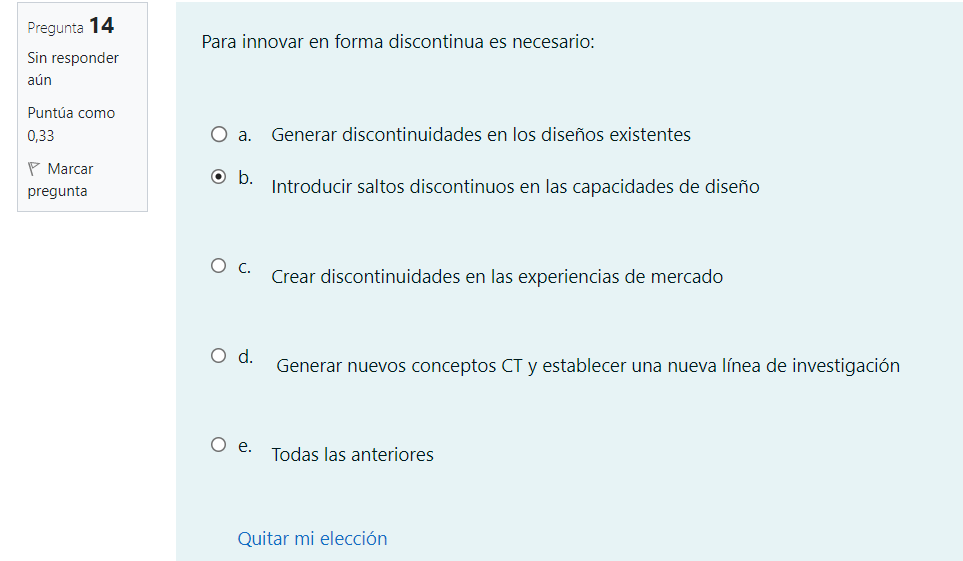 Pregunta 14
Sin responder
aún
Puntúa como
0,33
Marcar
pregunta
Para innovar en forma discontinua es necesario:
a. Generar discontinuidades en los diseños existentes
b. Introducir saltos discontinuos en las capacidades de diseño
c. Crear discontinuidades en las experiencias de mercado
d. Generar nuevos conceptos CT y establecer una nueva línea de investigación
e. Todas las anteriores
Quitar mi elección